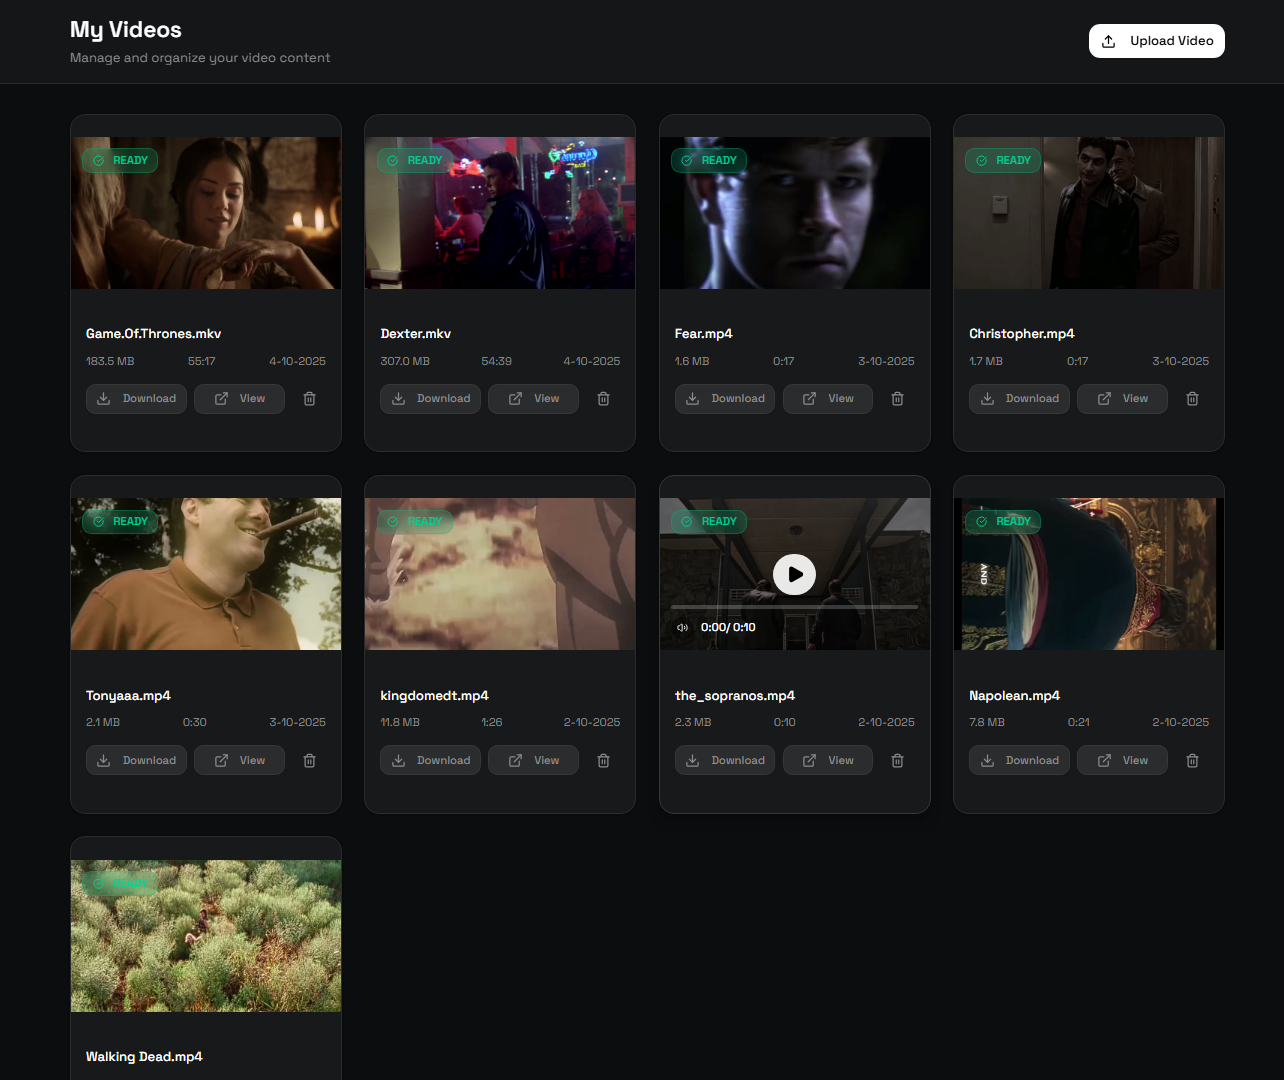 My Videos
Manage and organize your video content
Upload Video
READY
READY
READY
READY
Game.Of.Thrones.mkv
183.5 MB 55:17 4-10-2025
Download View
Dexter.mkv
307.0 MB 54:39 4-10-2025
Download View
Fear.mp4
1.6 MB 0:17 3-10-2025
Download View
Christopher.mp4
1.7 MB 0:17 3-10-2025
Download View
READY
READY
READY
READY
0:00/ 0:10
AND
Tonyaaa.mp4
2.1 MB 0:30 3-10-2025
Download View
kingdomedt.mp4
11.8 MB 1:26 2-10-2025
Download View
the_sopranos.mp4
2.3 MB 0:10 2-10-2025
Download View
Napolean.mp4
7.8 MB 0:21 2-10-2025
Download View
READY
Walking Dead.mp4